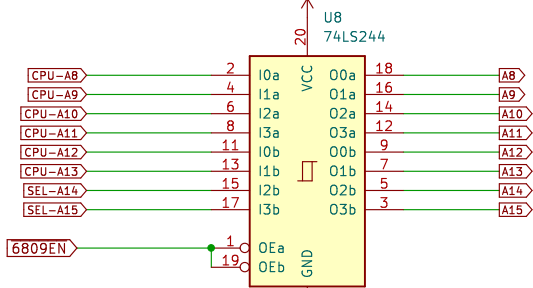 U8
74LS244
20
VCC
CPU-A8 2 I0a O0a 18 A8
CPU-A9 4 I1a O1a 16 A9
CPU-A10 6 I2a O2a 14 A10
CPU-A11 8 I3a O3a 12 A11
CPU-A12 11 I0b O0b 9 A12
CPU-A13 13 I1b O1b 7 A13
SEL-A14 15 I2b O2b 5 A14
SEL-A15 17 I3b O3b 3 A15
6809EN 1 OEa
19 OEb
GND